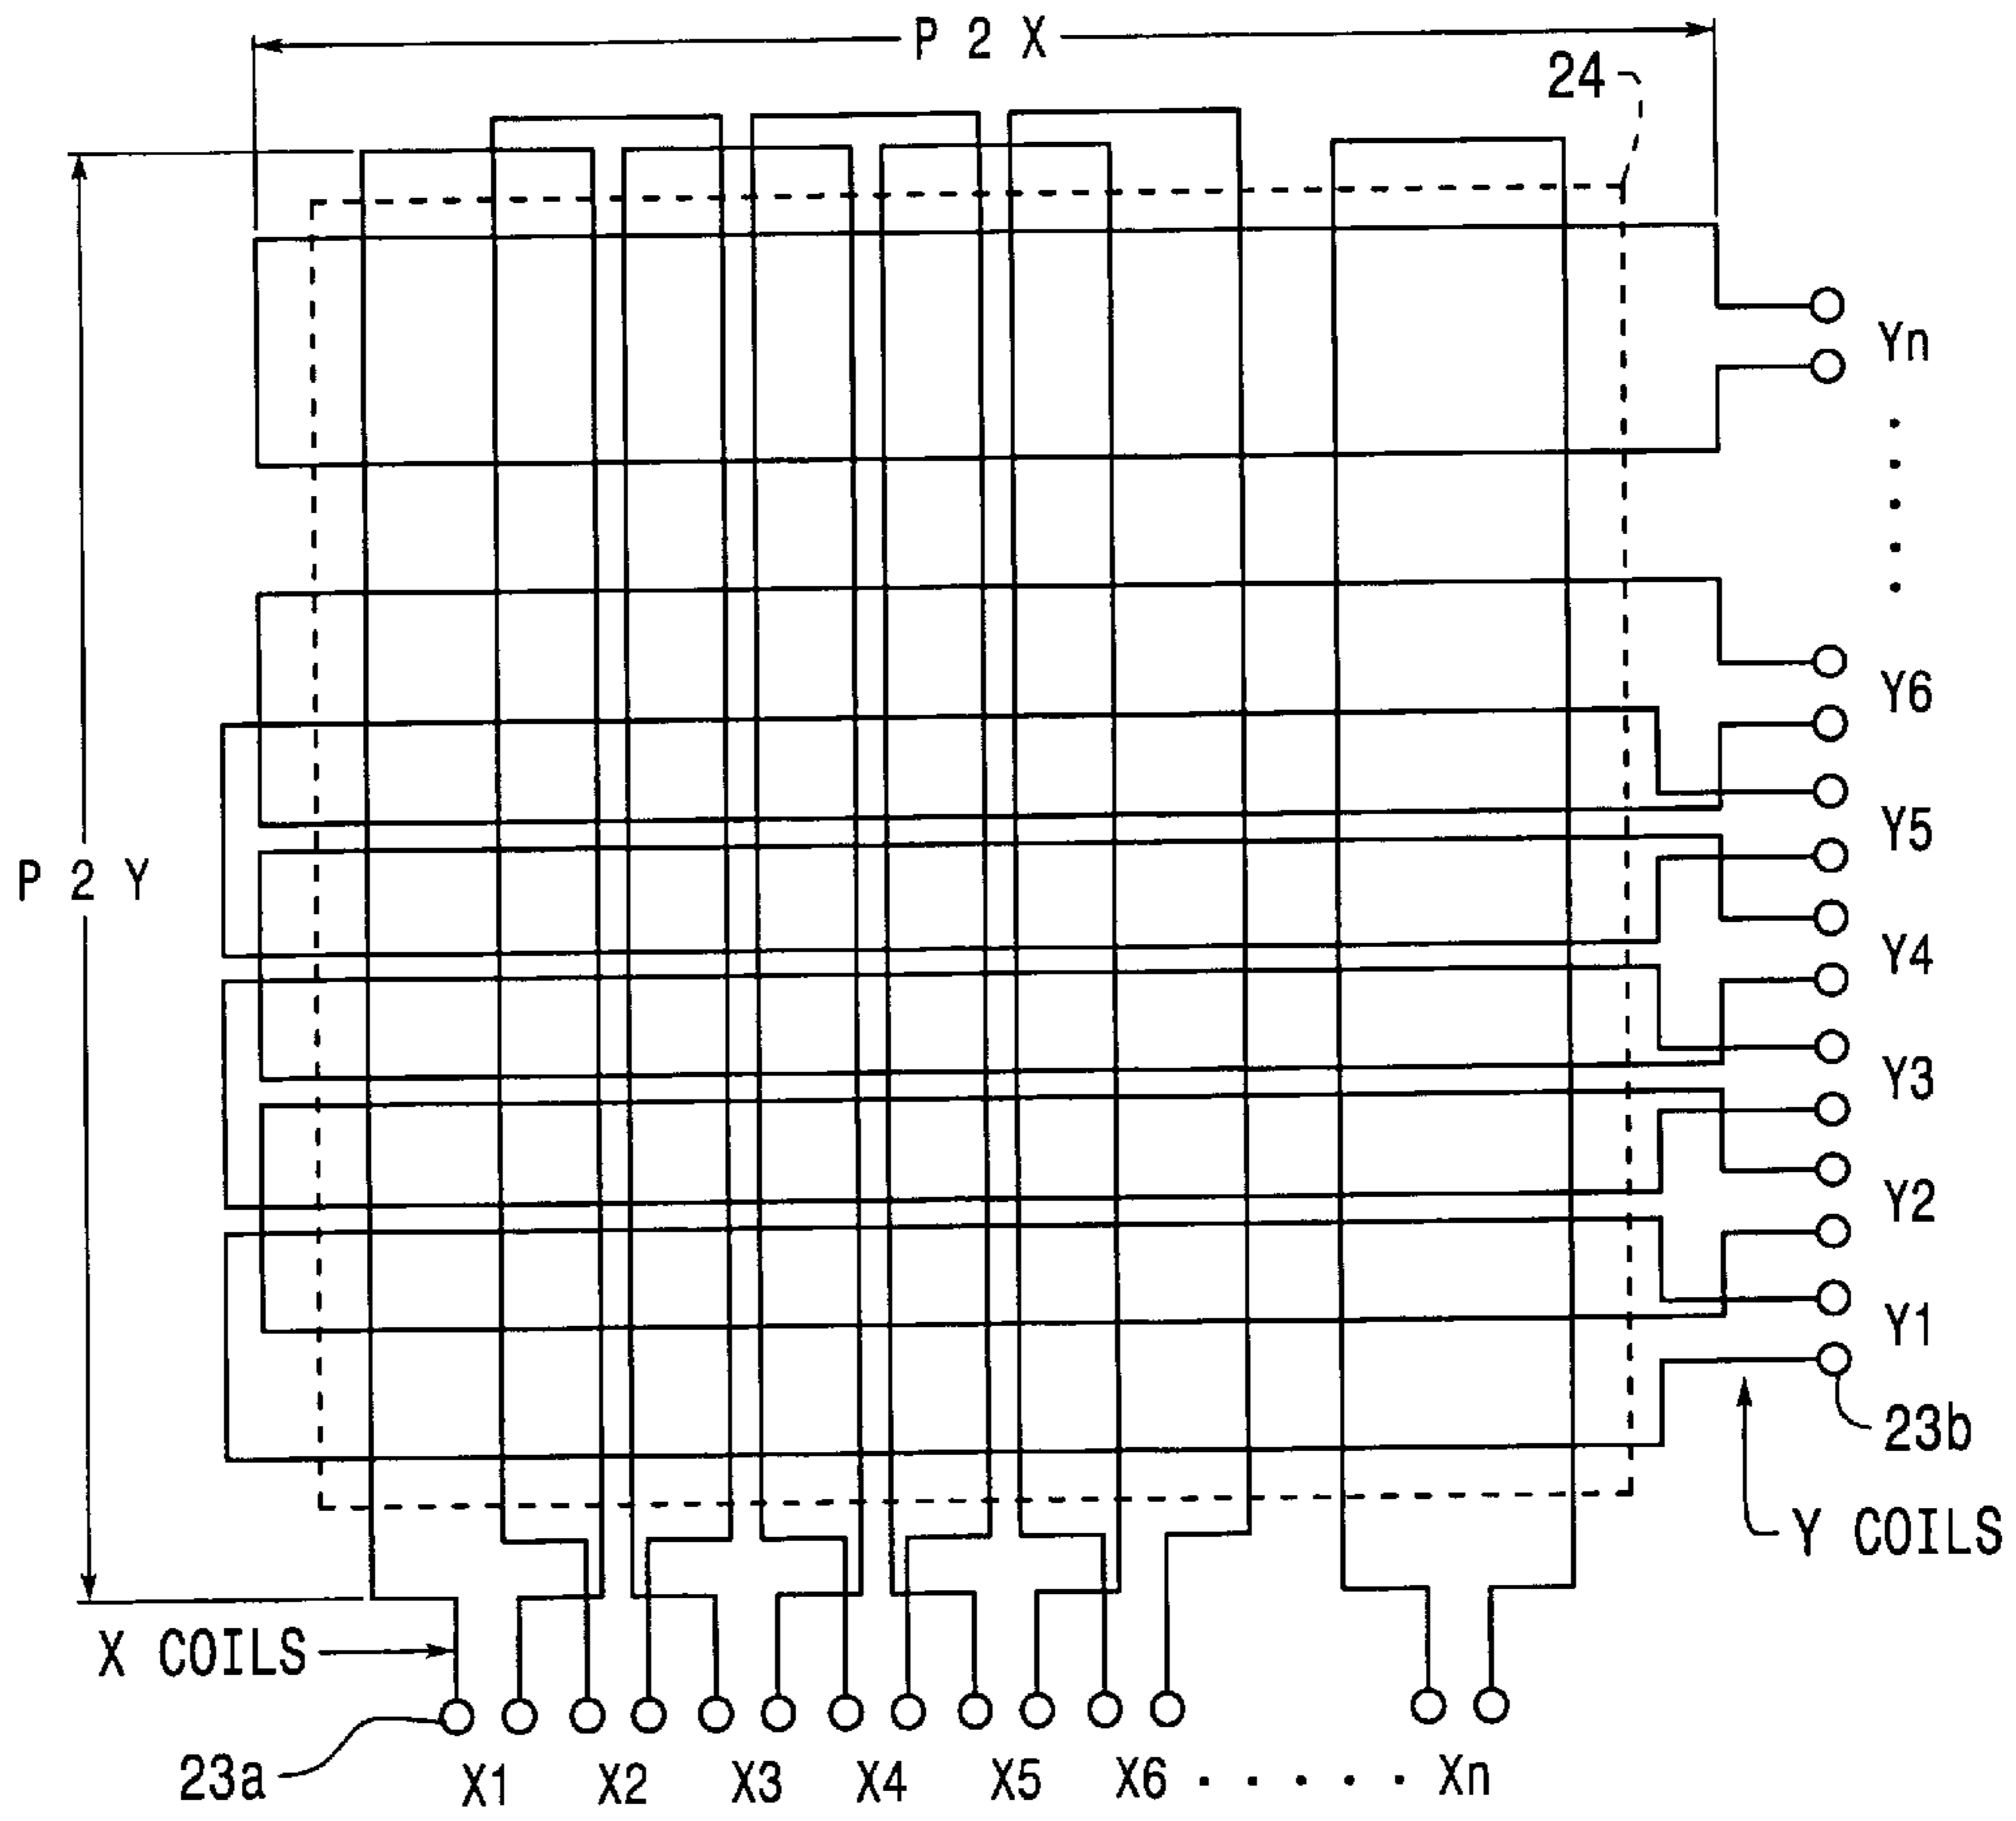 P 2 X
24
Yn
.
.
.
.
.
Y6
Y5
P 2 Y
Y4
Y3
Y2
Y1
23b
Y COILS
X COILS
23a
X1 X2 X3 X4 X5 X6 . . . . . Xn